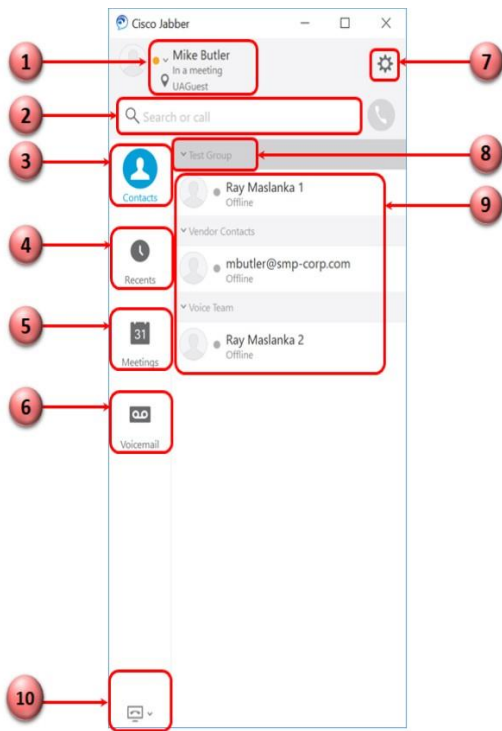 Cisco Jabber
1
Mike Butler
In a meeting
UAGuest
7
2
Search or call
3
Contacts
Test Group
8
Ray Maslanka 1
Offline
9
4
Recents
Vendor Contacts
mbutler@smp-corp.com
Offline
5
31
Meetings
Voice Team
Ray Maslanka 2
Offline
6
Voicemail
10